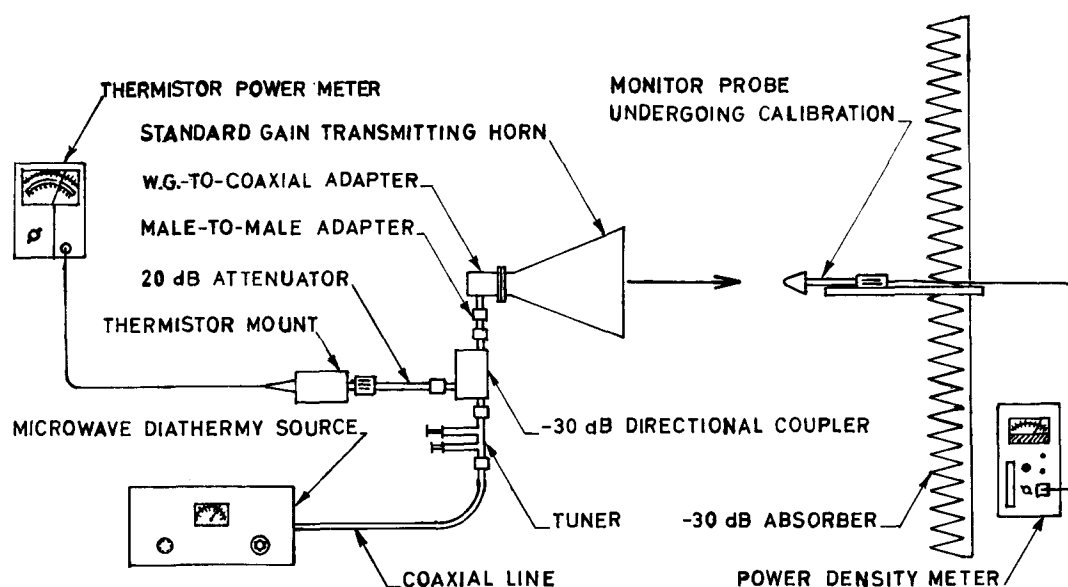 THERMISTOR POWER METER
STANDARD GAIN TRANSMITTING HORN
W.G.-TO-COAXIAL ADAPTER
MALE-TO-MALE ADAPTER
20 dB ATTENUATOR
THERMISTOR MOUNT
MICROWAVE DIATHERMY SOURCE
MONITOR PROBE
UNDERGOING CALIBRATION
-30 dB DIRECTIONAL COUPLER
TUNER
-30 dB ABSORBER
COAXIAL LINE
POWER DENSITY METER